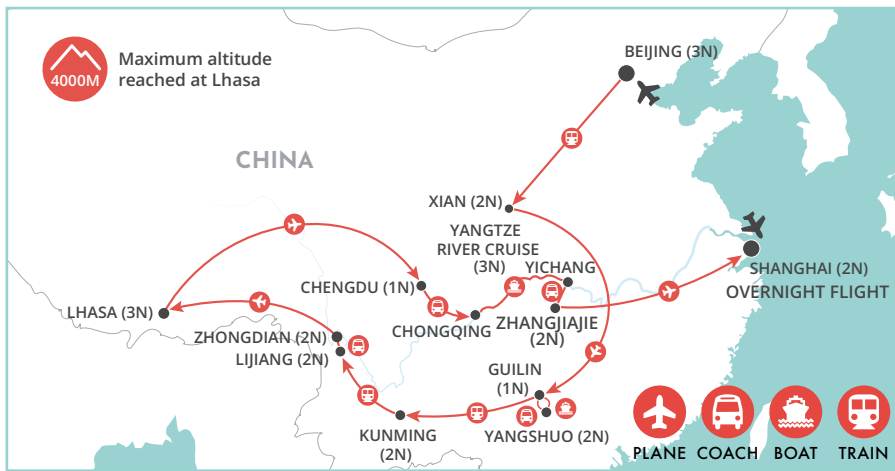 4000M
Maximum altitude
reached at Lhasa
BEIJING (3N)
CHINA
XIAN (2N)
YANGTZE
RIVER CRUISE
(3N)
YICHANG
SHANGHAI (2N)
OVERNIGHT FLIGHT
CHENGDU (1N)
LHASA (3N)
CHONGQING
ZHANGJIAJIE
(2N)
ZHONGDIAN (2N)
LIJIANG (2N)
GUILIN
(1N)
KUNMING
(2N)
YANGSHUO (2N)
PLANE
COACH
BOAT
TRAIN